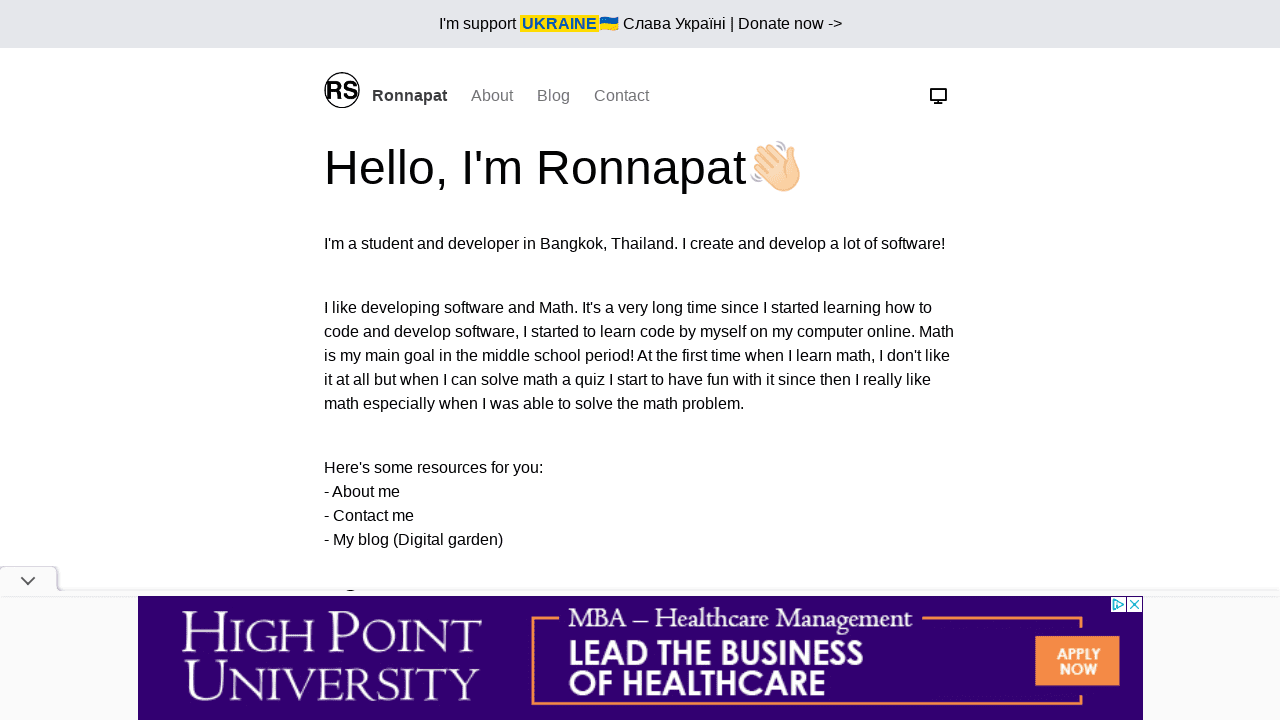 I'm support UKRAINE🇺🇦 Слава Україні | Donate now ->
RS Ronnapat About Blog Contact
Hello, I'm Ronnapat👋🏻
I'm a student and developer in Bangkok, Thailand. I create and develop a lot of software!
I like developing software and Math. It's a very long time since I started learning how to
code and develop software, I started to learn code by myself on my computer online. Math
is my main goal in the middle school period! At the first time when I learn math, I don't like
it at all but when I can solve math a quiz I start to have fun with it since then I really like
math especially when I was able to solve the math problem.
Here's some resources for you:
- About me
- Contact me
- My blog (Digital garden)
HIGH POINT
UNIVERSITY
MBA – Healthcare Management
LEAD THE BUSINESS
OF HEALTHCARE
APPLY
NOW